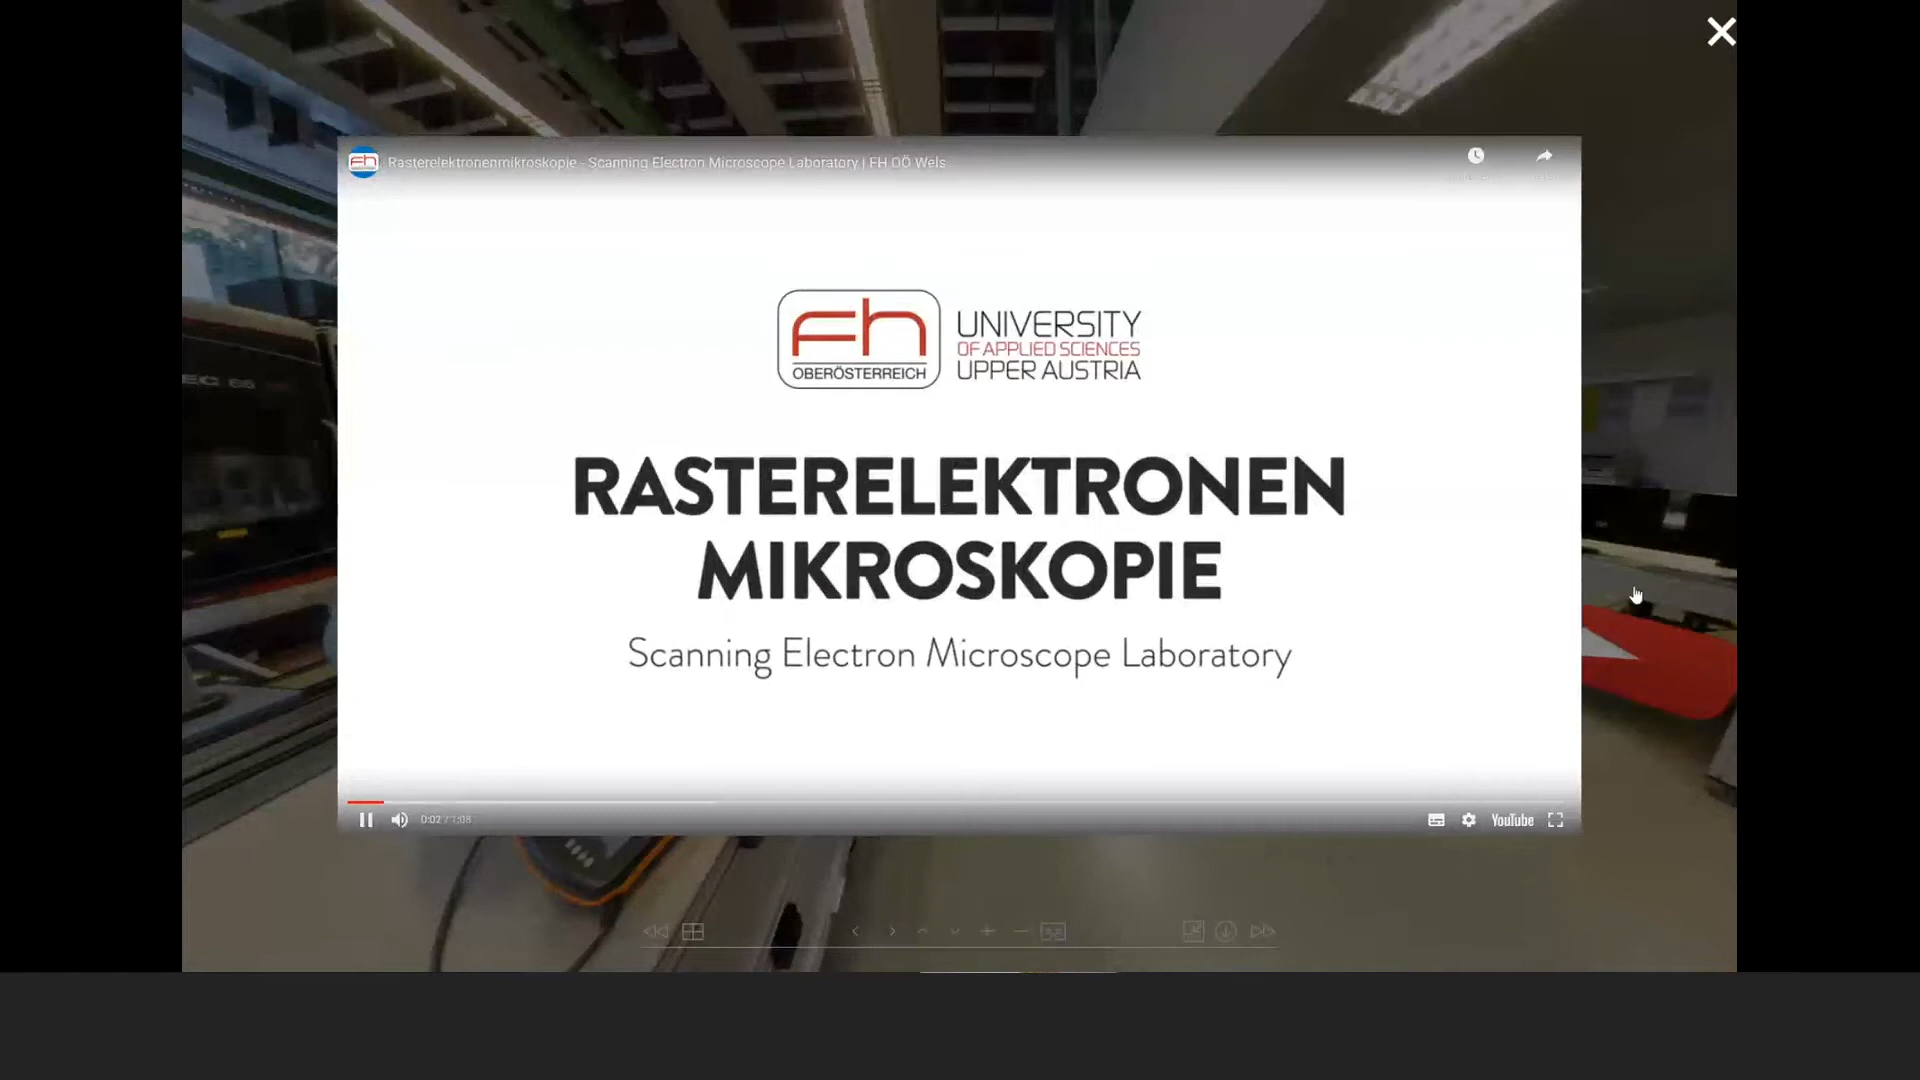 Rasterelektronenmikroskopie - Scanning Electron Microscope Laboratory | FH OÖ Wels
Fh
OBERÖSTERREICH
UNIVERSITY
OF APPLIED SCIENCES
UPPER AUSTRIA
RASTERELEKTRONEN
MIKROSKOPIE
Scanning Electron Microscope Laboratory
0:02 / 1:08
YouTube